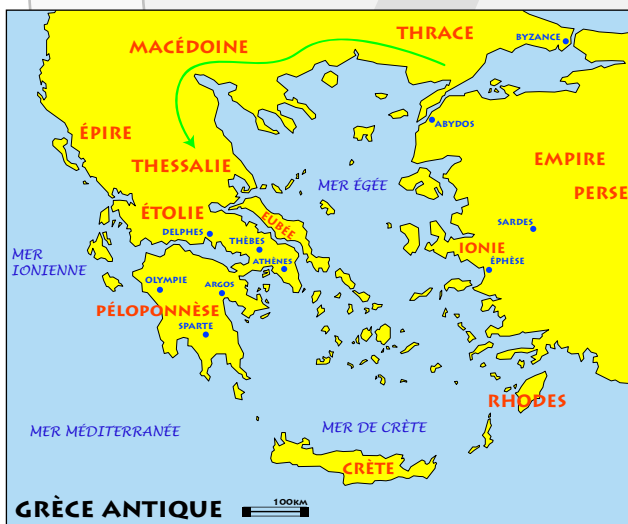 THRACE
BYZANCE
MACÉDOINE
ABYDOS
ÉPIRE
THESSALIE
EMPIRE
PERSE
MER ÉGÉE
ÉTOLIE
EUBÉE
DELPHES
THÈBES
SARDES
MER
IONIENNE
IONIE
ATHÈNES
ÉPHÈSE
OLYMPIE
ARGOS
PÉLOPONNÈSE
SPARTE
RHODES
MER MÉDITERRANÉE
MER DE CRÈTE
CRÈTE
GRÈCE ANTIQUE
100KM